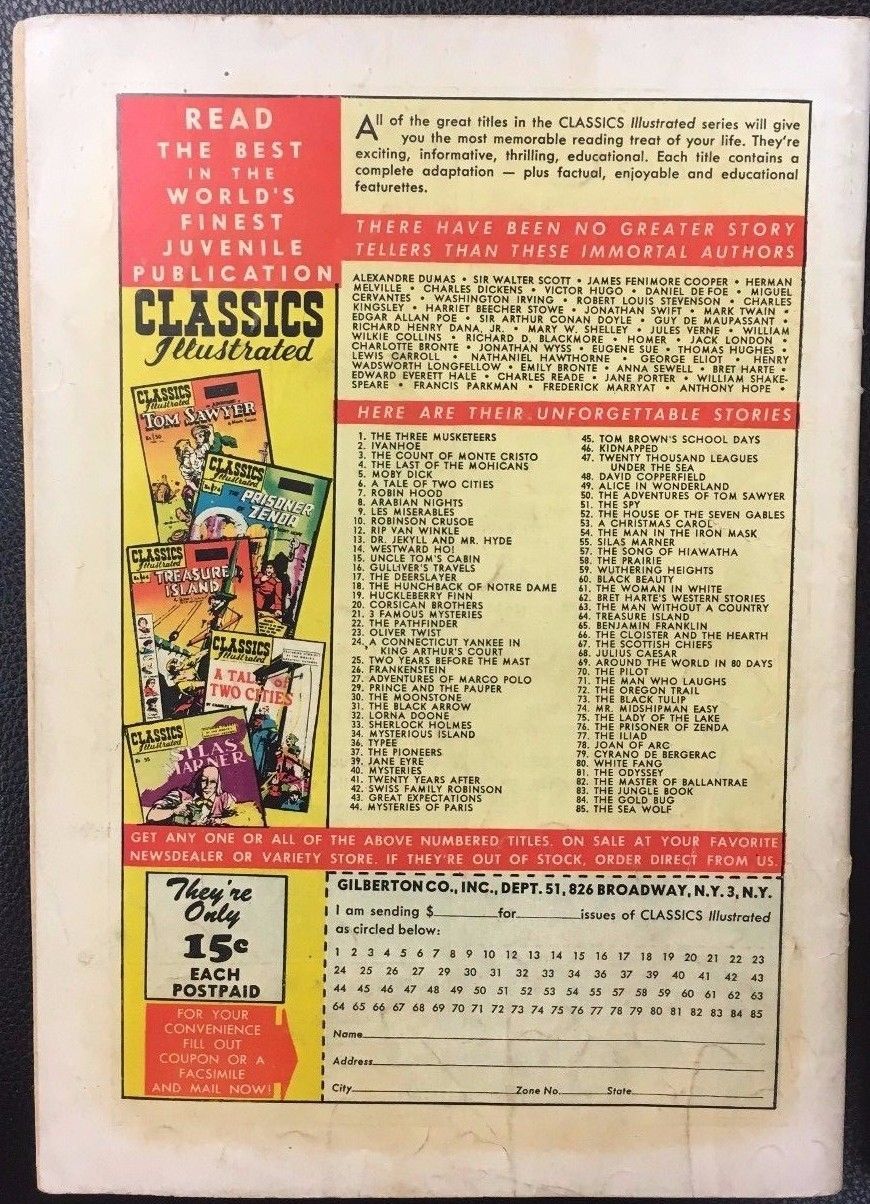 READ
THE BEST
IN THE
WORLD'S
FINEST
JUVENILE
PUBLICATION
CLASSICS
Illustrated
CLASSICS
Illustrated
TOM SAWYER
CLASSICS
Illustrated
THE PRISONER
OF ZENDA
CLASSICS
Illustrated
TREASURE
ISLAND
CLASSICS
Illustrated
A TALE OF
TWO CITIES
CLASSICS
Illustrated
SILAS
MARNER
All of the great titles in the CLASSICS Illustrated series will give
you the most memorable reading treat of your life. They're
exciting, informative, thrilling, educational. Each title contains a
complete adaptation — plus factual, enjoyable and educational
featurettes.
THERE HAVE BEEN NO GREATER STORY
TELLERS THAN THESE IMMORTAL AUTHORS
ALEXANDRE DUMAS • SIR WALTER SCOTT • JAMES FENIMORE COOPER • HERMAN
MELVILLE • CHARLES DICKENS • VICTOR HUGO • DANIEL DE FOE • MIGUEL
CERVANTES • WASHINGTON IRVING • ROBERT LOUIS STEVENSON • CHARLES
KINGSLEY • HARRIET BEECHER STOWE • JONATHAN SWIFT • MARK TWAIN •
EDGAR ALLAN POE • SIR ARTHUR CONAN DOYLE • GUY DE MAUPASSANT •
RICHARD HENRY DANA, JR. • MARY W. SHELLEY • JULES VERNE • WILLIAM
WILKIE COLLINS • RICHARD D. BLACKMORE • HOMER • JACK LONDON •
CHARLOTTE BRONTE • JONATHAN WYSS • EUGENE SUE • THOMAS HUGHES •
LEWIS CARROLL • NATHANIEL HAWTHORNE • GEORGE ELIOT • HENRY
WADSWORTH LONGFELLOW • EMILY BRONTE • ANNA SEWELL • BRET HARTE •
EDWARD EVERETT HALE • CHARLES READE • JANE PORTER • WILLIAM SHAKE-
SPEARE • FRANCIS PARKMAN • FREDERICK MARRYAT • ANTHONY HOPE •
HERE ARE THEIR UNFORGETTABLE STORIES
1. THE THREE MUSKETEERS
2. IVANHOE
3. THE COUNT OF MONTE CRISTO
4. THE LAST OF THE MOHICANS
5. MOBY DICK
6. A TALE OF TWO CITIES
7. ROBIN HOOD
8. ARABIAN NIGHTS
9. LES MISERABLES
10. ROBINSON CRUSOE
12. RIP VAN WINKLE
13. DR. JEKYLL AND MR. HYDE
14. WESTWARD HO!
15. UNCLE TOM'S CABIN
16. GULLIVER'S TRAVELS
17. THE DEERSLAYER
18. THE HUNCHBACK OF NOTRE DAME
19. HUCKLEBERRY FINN
20. CORSICAN BROTHERS
21. 3 FAMOUS MYSTERIES
22. THE PATHFINDER
23. OLIVER TWIST
24. A CONNECTICUT YANKEE IN
KING ARTHUR'S COURT
25. TWO YEARS BEFORE THE MAST
26. FRANKENSTEIN
27. ADVENTURES OF MARCO POLO
29. PRINCE AND THE PAUPER
30. THE MOONSTONE
31. THE BLACK ARROW
32. LORNA DOONE
33. SHERLOCK HOLMES
34. MYSTERIOUS ISLAND
36. TYPEE
37. THE PIONEERS
39. JANE EYRE
40. MYSTERIES
41. TWENTY YEARS AFTER
42. SWISS FAMILY ROBINSON
43. GREAT EXPECTATIONS
44. MYSTERIES OF PARIS
45. TOM BROWN'S SCHOOL DAYS
46. KIDNAPPED
47. TWENTY THOUSAND LEAGUES
UNDER THE SEA
48. DAVID COPPERFIELD
49. ALICE IN WONDERLAND
50. THE ADVENTURES OF TOM SAWYER
51. THE SPY
52. THE HOUSE OF THE SEVEN GABLES
53. A CHRISTMAS CAROL
54. THE MAN IN THE IRON MASK
55. SILAS MARNER
57. THE SONG OF HIAWATHA
58. THE PRAIRIE
59. WUTHERING HEIGHTS
60. BLACK BEAUTY
61. THE WOMAN IN WHITE
62. BRET HARTE'S WESTERN STORIES
63. THE MAN WITHOUT A COUNTRY
64. TREASURE ISLAND
65. BENJAMIN FRANKLIN
66. THE CLOISTER AND THE HEARTH
67. THE SCOTTISH CHIEFS
68. JULIUS CAESAR
69. AROUND THE WORLD IN 80 DAYS
70. THE PILOT
71. THE MAN WHO LAUGHS
72. THE OREGON TRAIL
73. THE BLACK TULIP
74. MR. MIDSHIPMAN EASY
75. THE LADY OF THE LAKE
76. THE PRISONER OF ZENDA
77. THE ILIAD
78. JOAN OF ARC
79. CYRANO DE BERGERAC
80. WHITE FANG
81. THE ODYSSEY
82. THE MASTER OF BALLANTRAE
83. THE JUNGLE BOOK
84. THE GOLD BUG
85. THE SEA WOLF
GET ANY ONE OR ALL OF THE ABOVE NUMBERED TITLES. ON SALE AT YOUR FAVORITE
NEWSDEALER OR VARIETY STORE. IF THEY'RE OUT OF STOCK, ORDER DIRECT FROM US.
They're
Only
15c
EACH
POSTPAID
FOR YOUR
CONVENIENCE
FILL OUT
COUPON OR A
FACSIMILE
AND MAIL NOW!
GILBERTON CO., INC., DEPT. 51, 826 BROADWAY, N.Y. 3, N.Y.
I am sending $ for issues of CLASSICS Illustrated
as circled below:
1 2 3 4 5 6 7 8 9 10 12 13 14 15 16 17 18 19 20 21 22 23
24 25 26 27 29 30 31 32 33 34 36 37 39 40 41 42 43
44 45 46 47 48 49 50 51 52 53 54 55 57 58 59 60 61 62 63
64 65 66 67 68 69 70 71 72 73 74 75 76 77 78 79 80 81 82 83 84 85
Name
Address
City Zone No. State